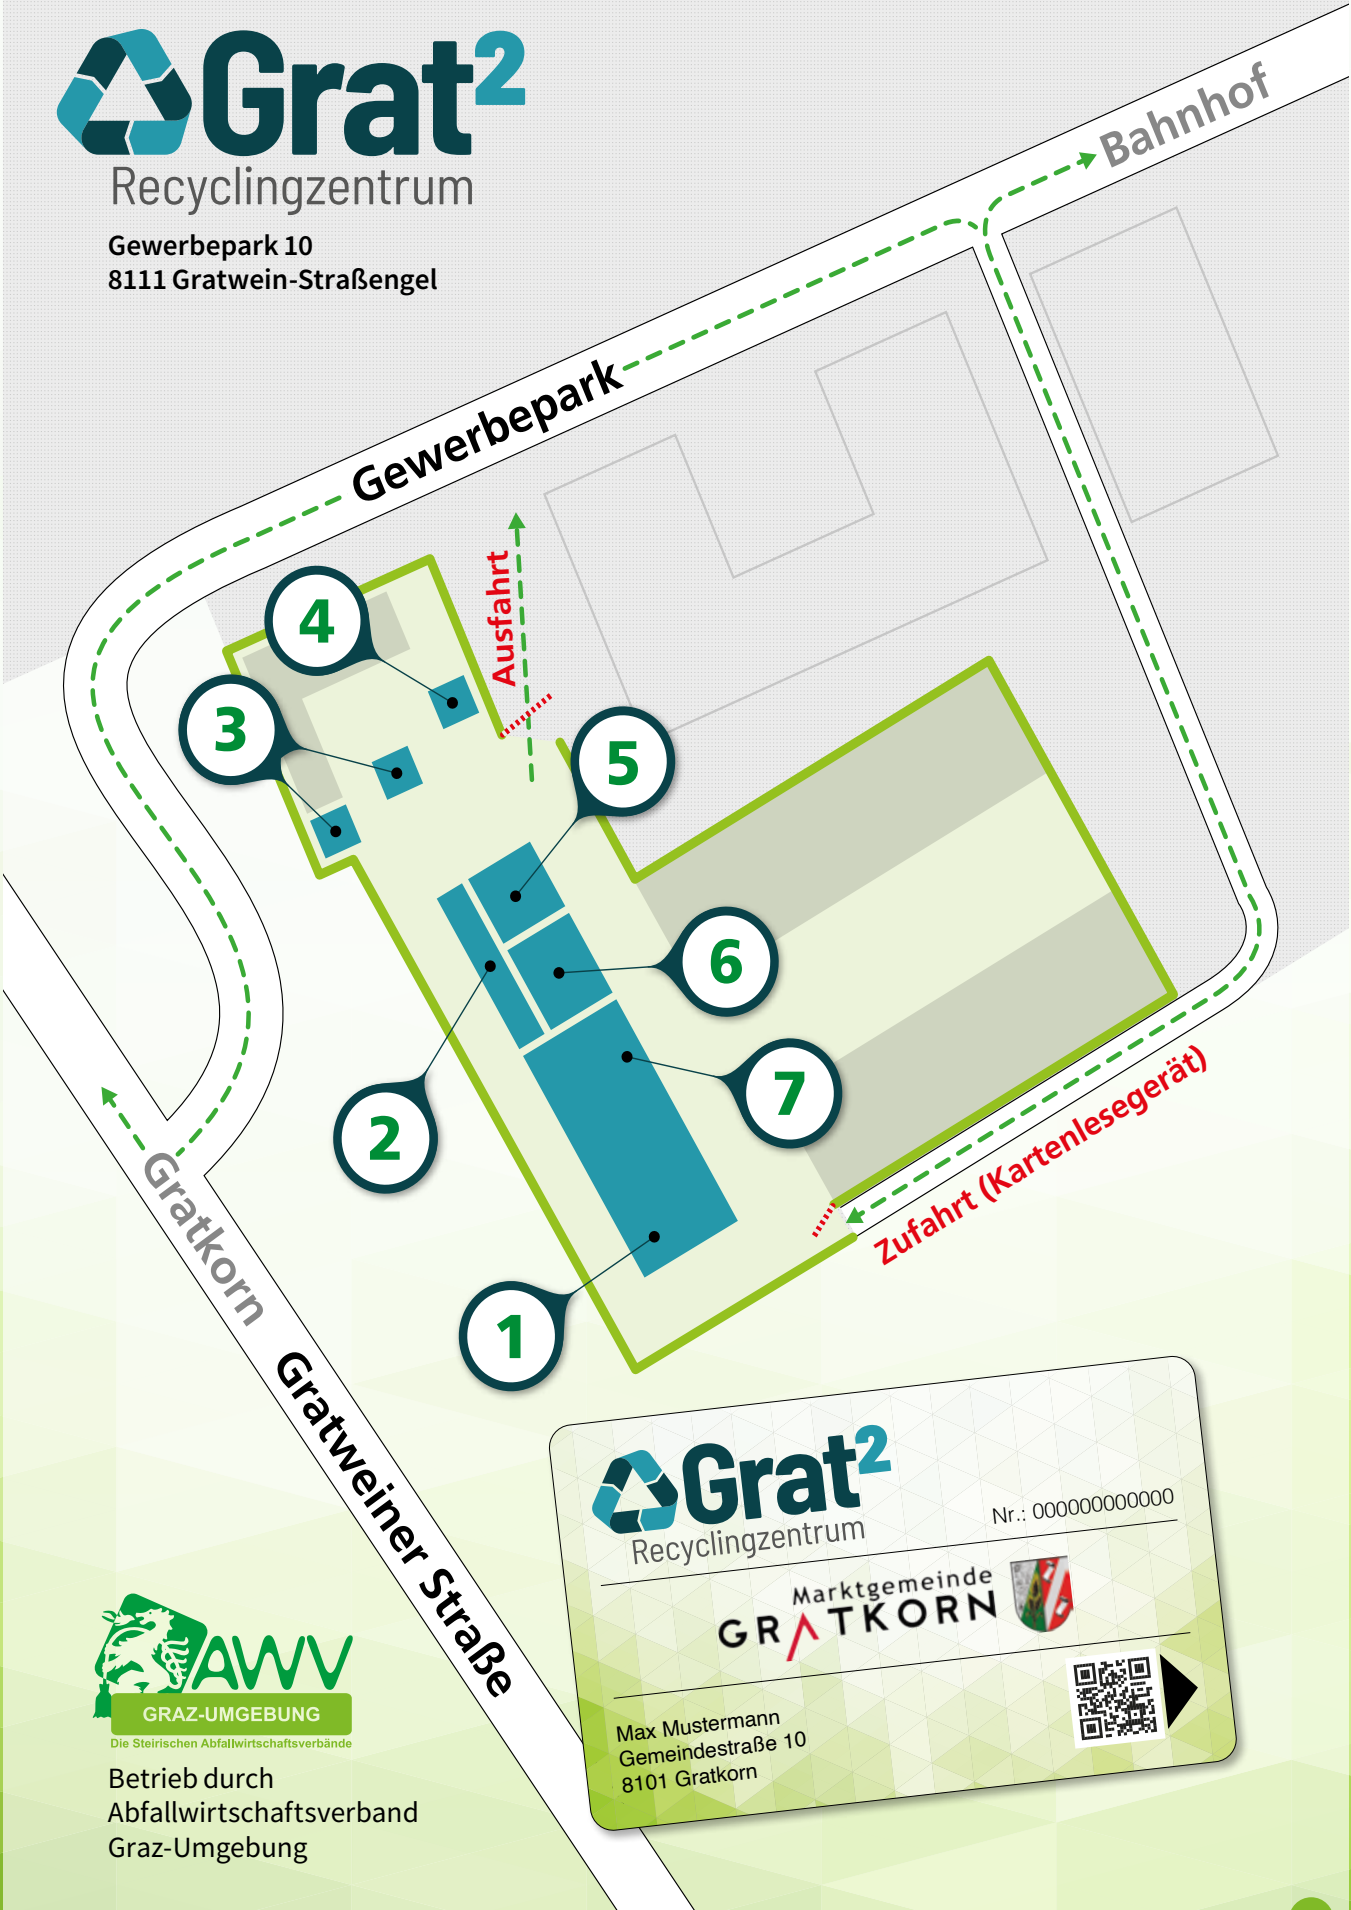 Grat²
Recyclingzentrum
Gewerbepark 10
8111 Gratwein-Straßengel
Bahnhof
Gewerbepark
Ausfahrt
4
3
5
6
2
7
1
Zufahrt (Kartenlesegerät)
Gratkorn
Gratweiner Straße
Grat²
Recyclingzentrum
Nr.: 000000000000
Marktgemeinde
GRATKORN
Max Mustermann
Gemeindestraße 10
8101 Gratkorn
AWV
GRAZ-UMGEBUNG
Die Steirischen Abfallwirtschaftsverbände
Betrieb durch
Abfallwirtschaftsverband
Graz-Umgebung